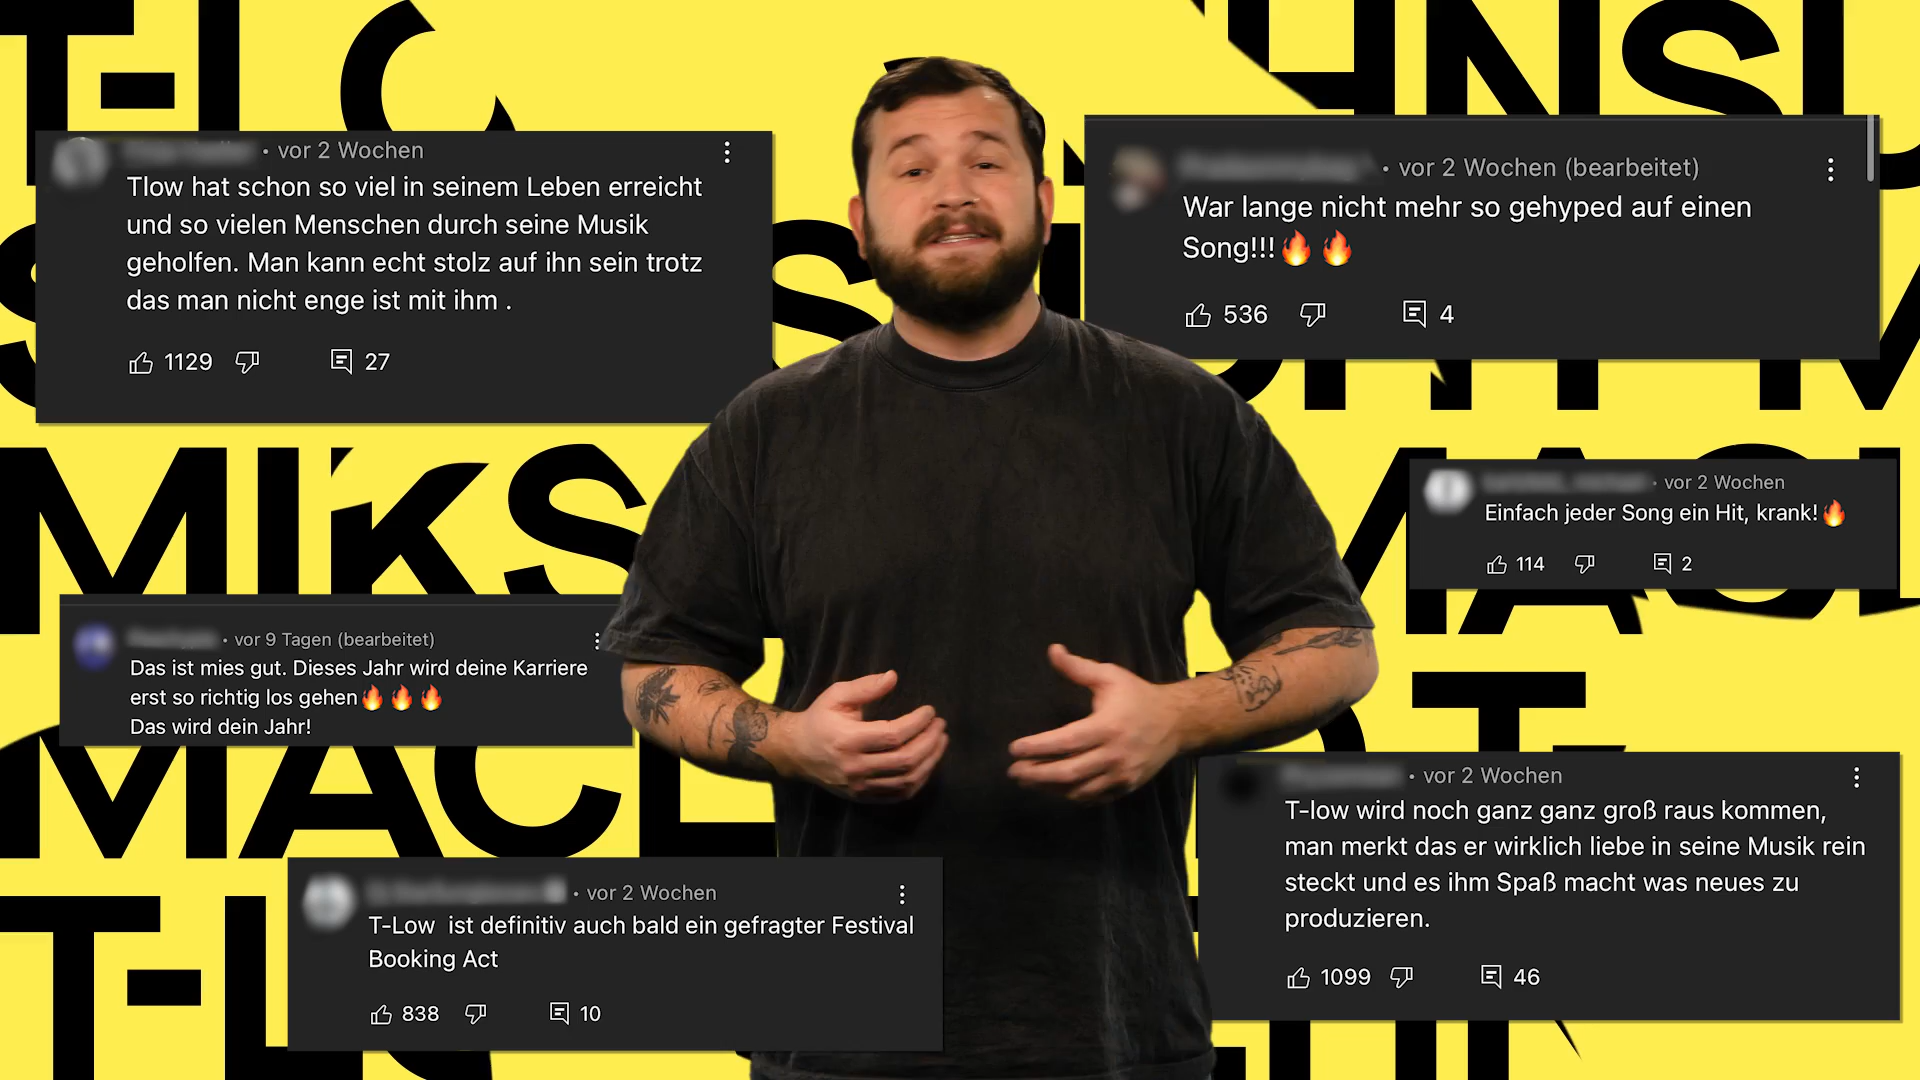 T-LO
vor 2 Wochen
Tlow hat schon so viel in seinem Leben erreicht
und so vielen Menschen durch seine Musik
geholfen. Man kann echt stolz auf ihn sein trotz
das man nicht enge ist mit ihm .
1129 27
vor 2 Wochen (bearbeitet)
War lange nicht mehr so gehyped auf einen
Song!!!🔥🔥
536 4
vor 2 Wochen
Einfach jeder Song ein Hit, krank!🔥
114 2
MIKS
vor 9 Tagen (bearbeitet)
Das ist mies gut. Dieses Jahr wird deine Karriere
erst so richtig los gehen🔥🔥🔥
Das wird dein Jahr!
MACL
vor 2 Wochen
T-low wird noch ganz ganz groß raus kommen,
man merkt das er wirklich liebe in seine Musik rein
steckt und es ihm Spaß macht was neues zu
produzieren.
1099 46
vor 2 Wochen
T-Low ist definitiv auch bald ein gefragter Festival
Booking Act
838 10